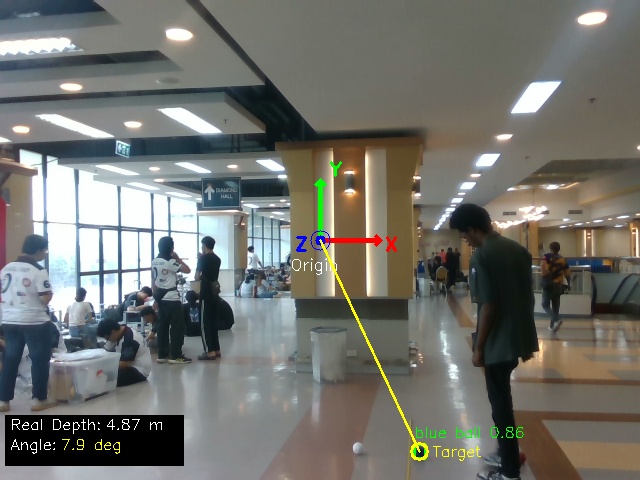 DIAMOND
HALL
Y
Z
X
Origin
blue ball 0.86
Target
Real Depth: 4.87 m
Angle: 7.9 deg